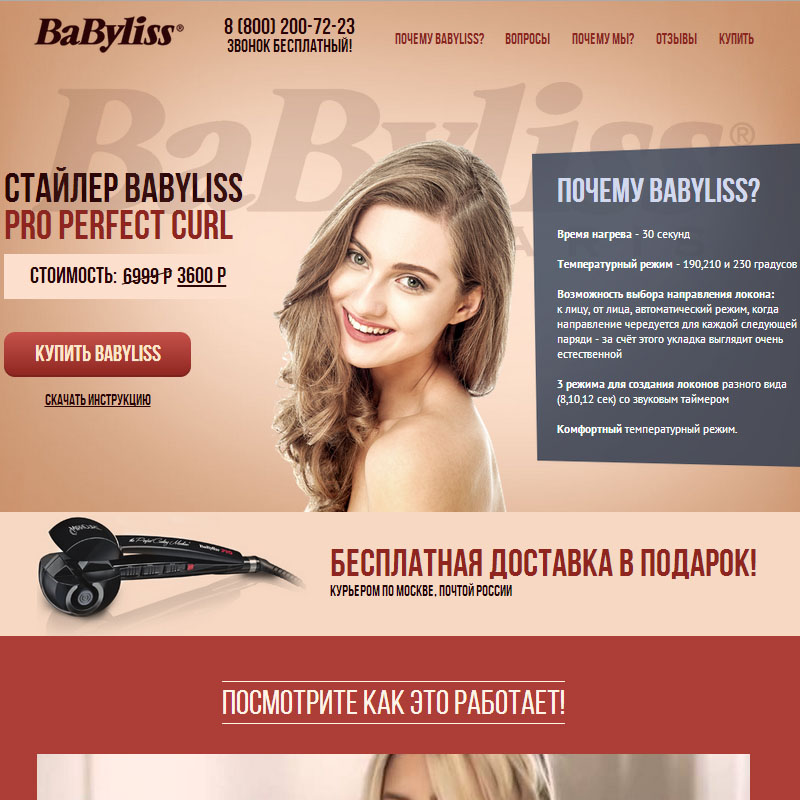 BaByliss®
8 (800) 200-72-23
ЗВОНОК БЕСПЛАТНЫЙ!
ПОЧЕМУ BABYLISS? ВОПРОСЫ ПОЧЕМУ МЫ? ОТЗЫВЫ КУПИТЬ
BaByliss®
СТАЙЛЕР BABYLISS
PRO PERFECT CURL
СТОИМОСТЬ: 6999 Р 3600 Р
КУПИТЬ BABYLISS
СКАЧАТЬ ИНСТРУКЦИЮ
ПОЧЕМУ BABYLISS?
Время нагрева - 30 секунд
Температурный режим - 190,210 и 230 градусов
Возможность выбора направления локона:
к лицу, от лица, автоматический режим, когда
направление чередуется для каждой следующей
паряди - за счёт этого укладка выглядит очень
естественной
3 режима для создания локонов разного вида
(8,10,12 сек) со звуковым таймером
Комфортный температурный режим.
the Perfect Curling Machine
BaByliss PRO
БЕСПЛАТНАЯ ДОСТАВКА В ПОДАРОК!
КУРЬЕРОМ ПО МОСКВЕ, ПОЧТОЙ РОССИИ
ПОСМОТРИТЕ КАК ЭТО РАБОТАЕТ!